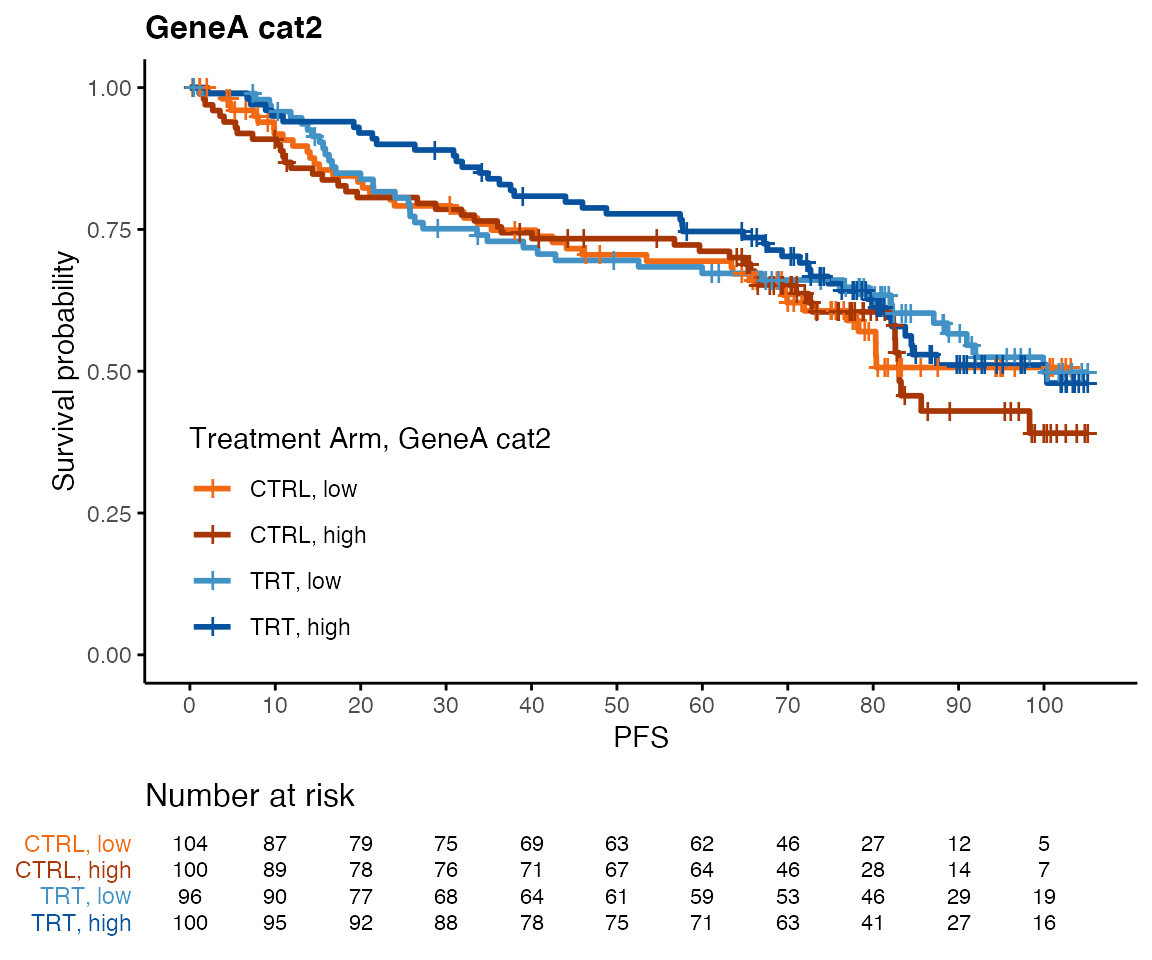 GeneA cat2
Survival probability
1.00
0.75
0.50
0.25
0.00
Treatment Arm, GeneA cat2
CTRL, low
CTRL, high
TRT, low
TRT, high
0 10 20 30 40 50 60 70 80 90 100
PFS
Number at risk
CTRL, low 104 87 79 75 69 63 62 46 27 12 5
CTRL, high 100 89 78 76 71 67 64 46 28 14 7
TRT, low 96 90 77 68 64 61 59 53 46 29 19
TRT, high 100 95 92 88 78 75 71 63 41 27 16